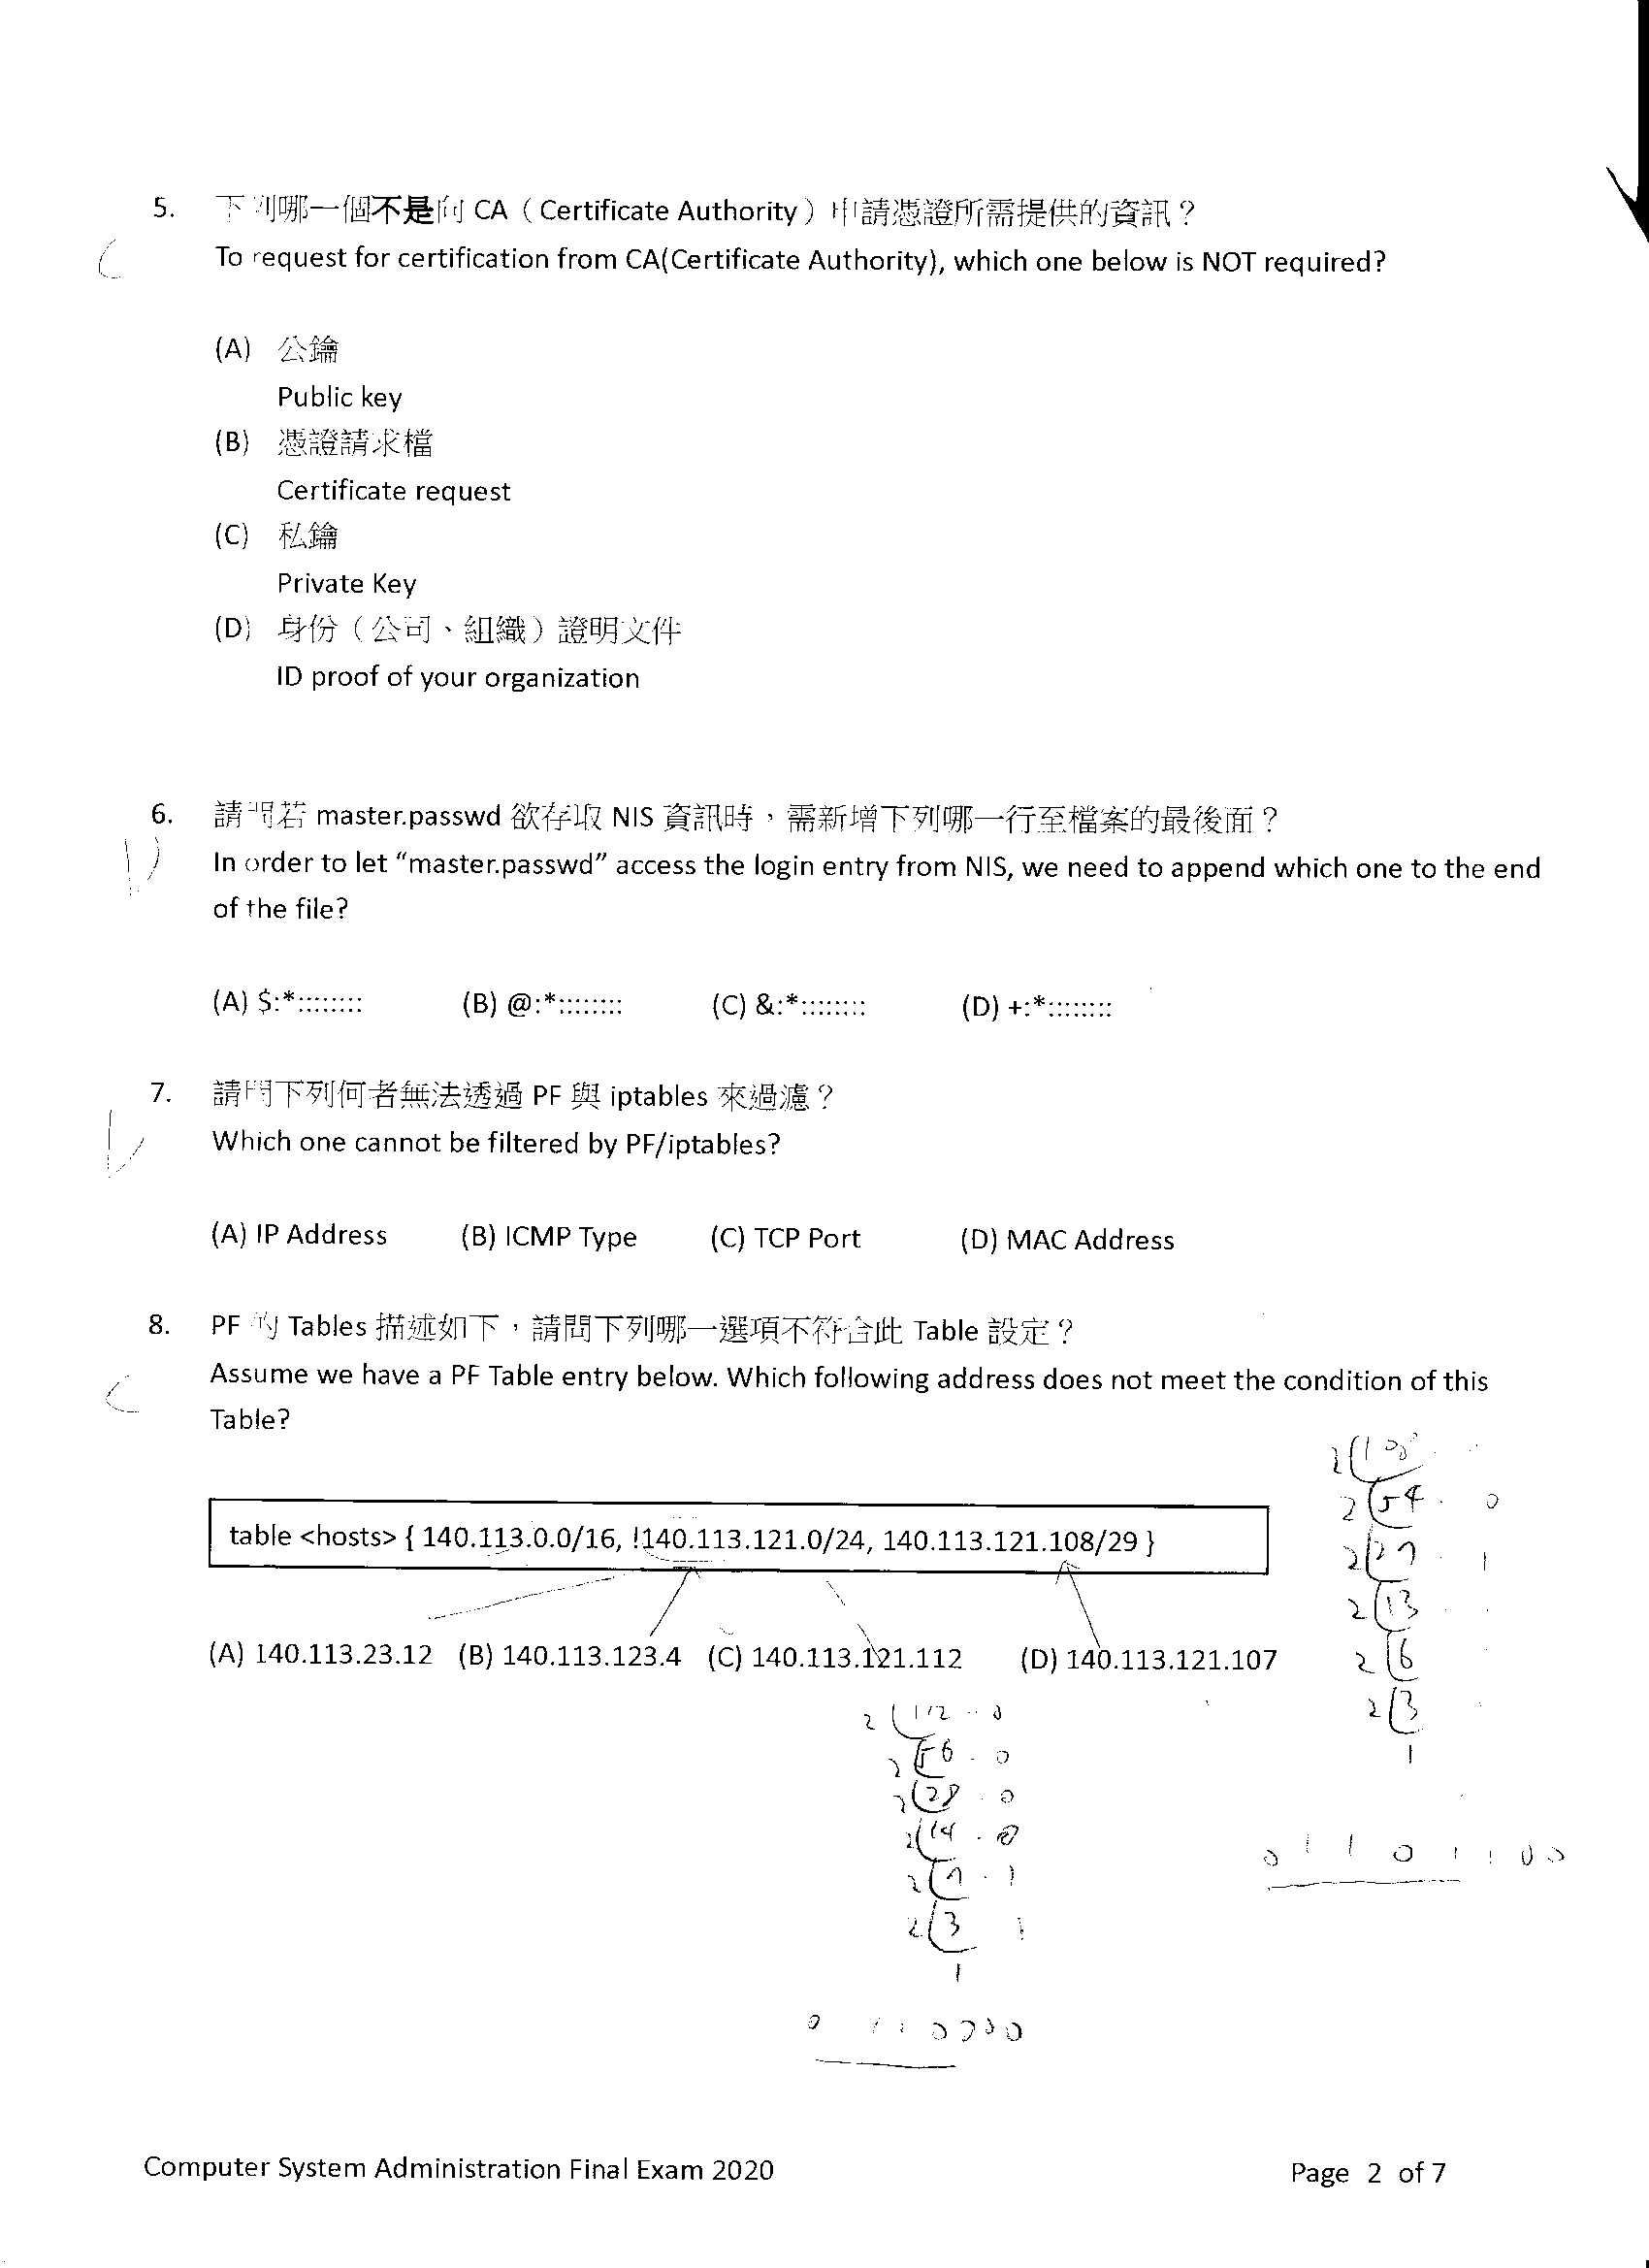 5. 下列哪一個不是向 CA（Certificate Authority）申請憑證所需提供的資訊？
C
To request for certification from CA(Certificate Authority), which one below is NOT required?
(A) 公鑰
Public key
(B) 憑證請求檔
Certificate request
(C) 私鑰
Private Key
(D) 身份（公司、組織）證明文件
ID proof of your organization
6. 請問若 master.passwd 欲存取 NIS 資訊時，需新增下列哪一行至檔案的最後面？
D
In order to let “master.passwd” access the login entry from NIS, we need to append which one to the end
of the file?
(A) $:*:::::::: (B) @:*:::::::: (C) &:*:::::::: (D) +:*::::::::
7. 請問下列何者無法透過 PF 與 iptables 來過濾？
D
Which one cannot be filtered by PF/iptables?
(A) IP Address (B) ICMP Type (C) TCP Port (D) MAC Address
8. PF 的 Tables 描述如下，請問下列哪一選項不符合此 Table 設定？
C
Assume we have a PF Table entry below. Which following address does not meet the condition of this
Table?
table <hosts> { 140.113.0.0/16, !140.113.121.0/24, 140.113.121.108/29 }
(A) 140.113.23.12 (B) 140.113.123.4 (C) 140.113.121.112 (D) 140.113.121.107
2 108
2 54 0
2 27 1
2 13
2 6
2 3
1
0 1 1 0 1 1 0 0
2 112 0
2 56 0
2 28 0
2 14 0
2 7 1
2 3 1
1
0 1 1 0 0 0 0
Computer System Administration Final Exam 2020 Page 2 of 7